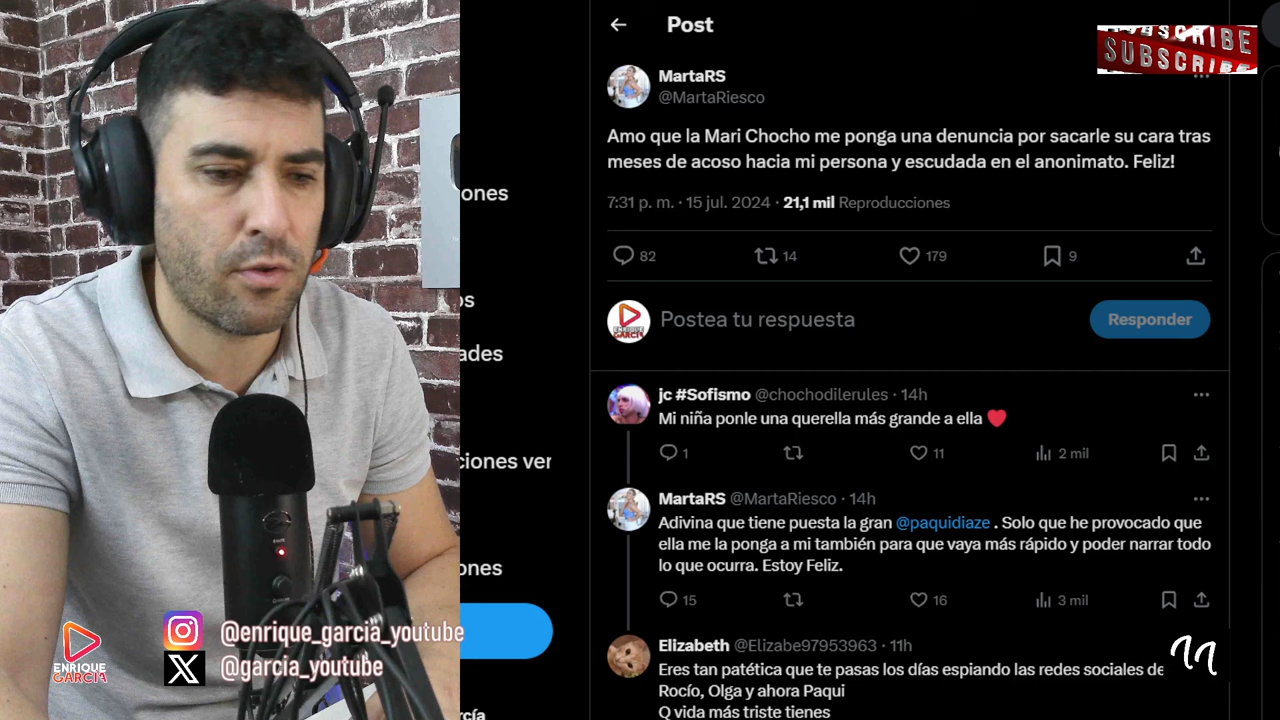 Post
SUBSCRIBE
MartaRS
@MartaRiesco
Amo que la Mari Chocho me ponga una denuncia por sacarle su cara tras
meses de acoso hacia mi persona y escudada en el anonimato. Feliz!
7:31 p. m. · 15 jul. 2024 · 21,1 mil Reproducciones
82 14 179 9
Postea tu respuesta
Responder
jc #Sofismo @chochodilerules · 14h
Mi niña ponle una querella más grande a ella ❤️
1 11 2 mil
MartaRS @MartaRiesco · 14h
Adivina que tiene puesta la gran @paquidiaze . Solo que he provocado que
ella me la ponga a mi también para que vaya más rápido y poder narrar todo
lo que ocurra. Estoy Feliz.
15 16 3 mil
Elizabeth @Elizabe97953963 · 11h
Eres tan patética que te pasas los días espiando las redes sociales de
Rocío, Olga y ahora Paqui
Q vida más triste tienes
ones
os
ades
ciones ver
ones
rcía
ENRIQUE
GARCIA
@enrique_garcia_youtube
@garcia_youtube